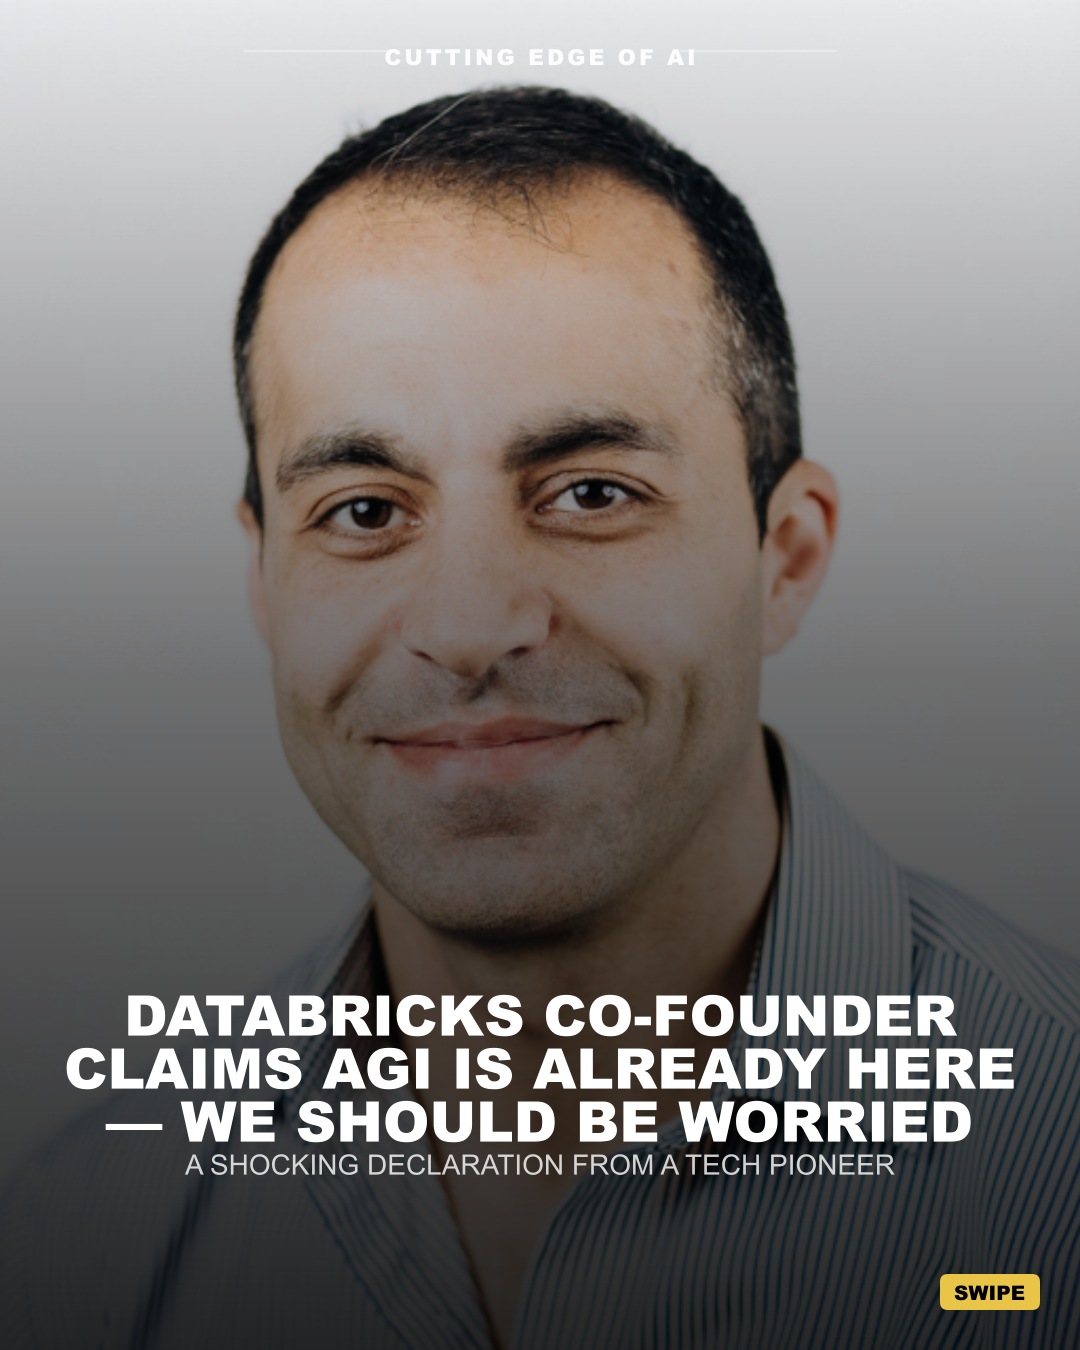 CUTTING EDGE OF AI
DATABRICKS CO-FOUNDER
CLAIMS AGI IS ALREADY HERE
— WE SHOULD BE WORRIED
A SHOCKING DECLARATION FROM A TECH PIONEER
SWIPE